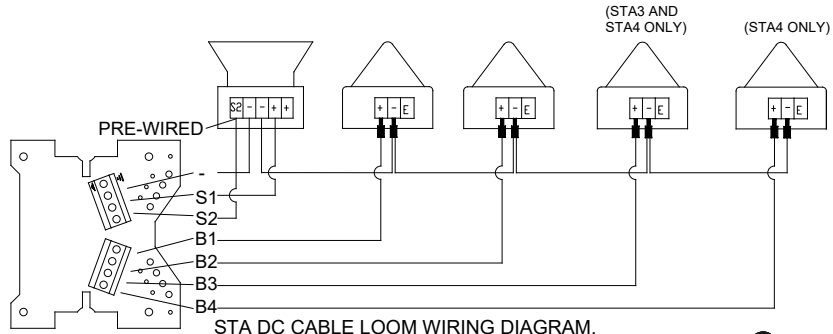 (STA3 AND
STA4 ONLY)
(STA4 ONLY)
S2 - - + +
+ - E
+ - E
+ - E
+ - E
PRE-WIRED
-
S1
S2
B1
B2
B3
B4
STA DC CABLE LOOM WIRING DIAGRAM.